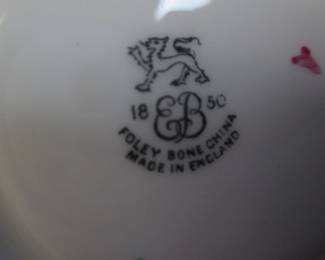 18 EB 50
FOLEY BONE CHINA
MADE IN ENGLAND